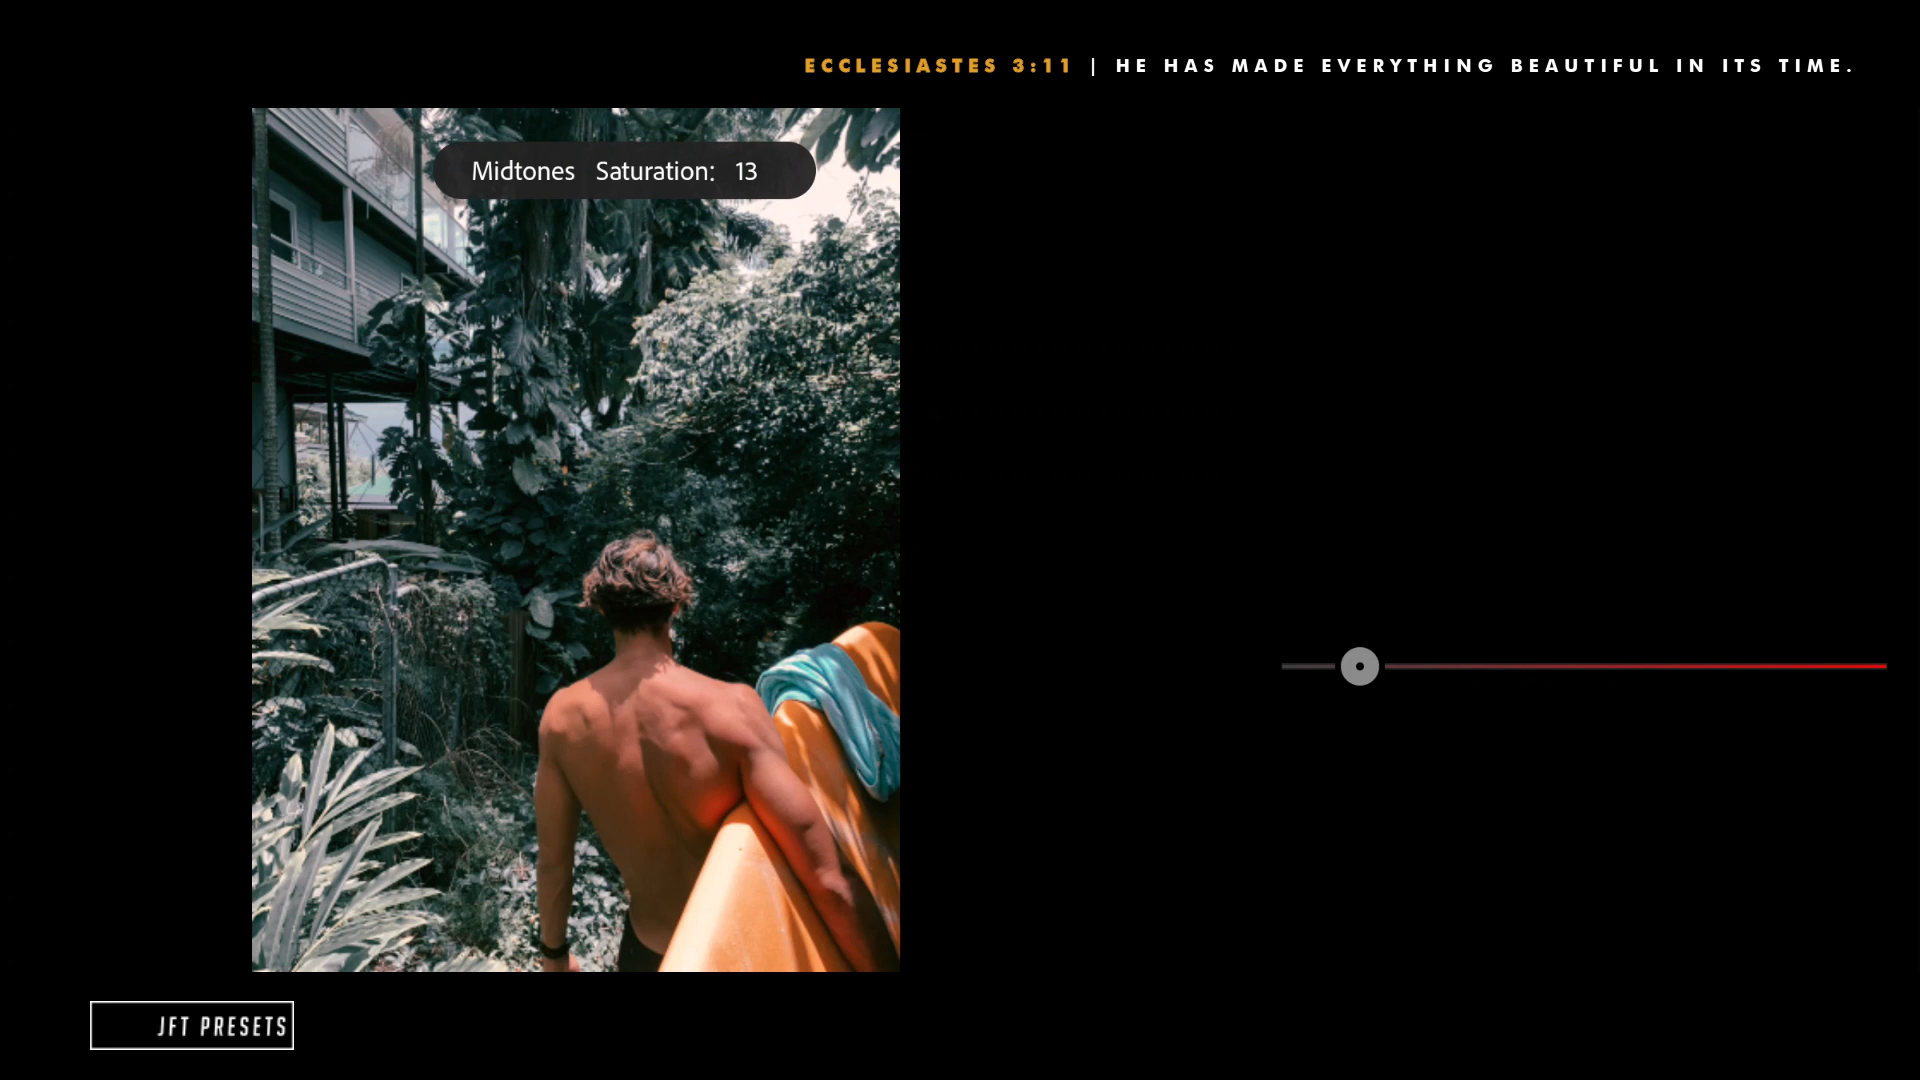 ECCLESIASTES 3:11 | HE HAS MADE EVERYTHING BEAUTIFUL IN ITS TIME.
Midtones Saturation: 13
JFT PRESETS